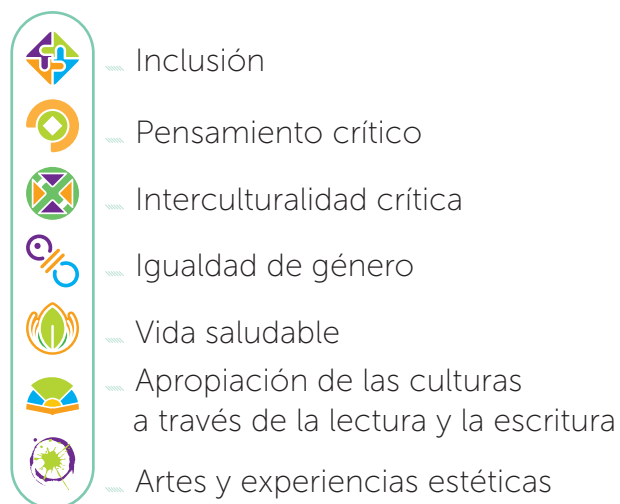 Inclusión
Pensamiento crítico
Interculturalidad crítica
Igualdad de género
Vida saludable
Apropiación de las culturas
a través de la lectura y la escritura
Artes y experiencias estéticas